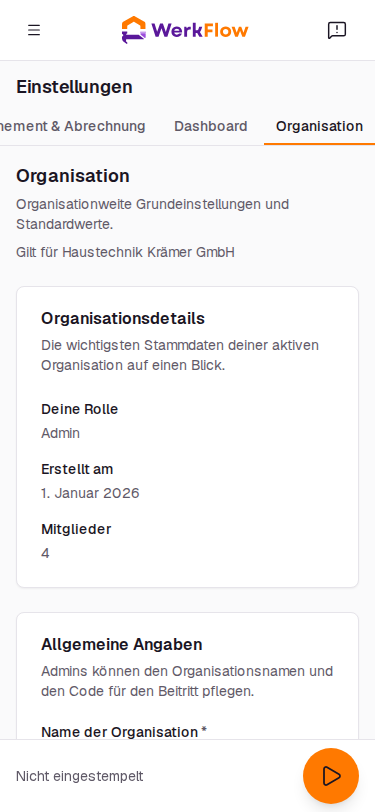 WerkFlow
Einstellungen
nement & Abrechnung
Dashboard
Organisation
Organisation
Organisationweite Grundeinstellungen und
Standardwerte.
Gilt für Haustechnik Krämer GmbH
Organisationsdetails
Die wichtigsten Stammdaten deiner aktiven
Organisation auf einen Blick.
Deine Rolle
Admin
Erstellt am
1. Januar 2026
Mitglieder
4
Allgemeine Angaben
Admins können den Organisationsnamen und
den Code für den Beitritt pflegen.
Name der Organisation *
Nicht eingestempelt